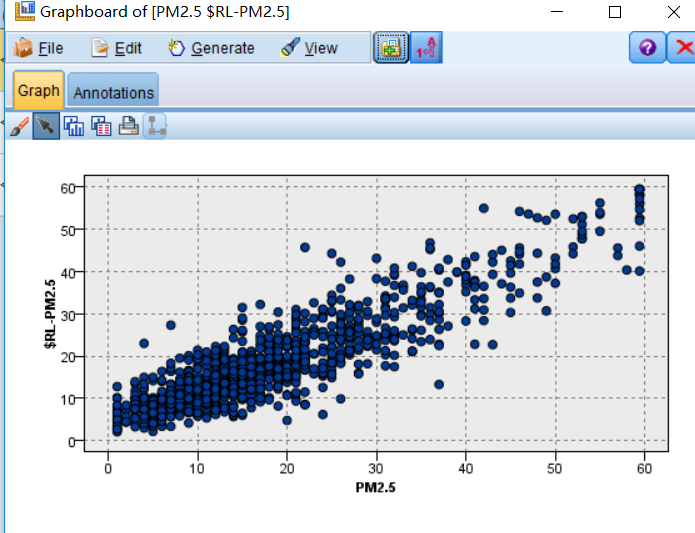 Graphboard of [PM2.5 $RL-PM2.5]
File Edit Generate View
A
1
Graph Annotations
60
50
40
30
20
10
0
$RL-PM2.5
0 10 20 30 40 50 60
PM2.5